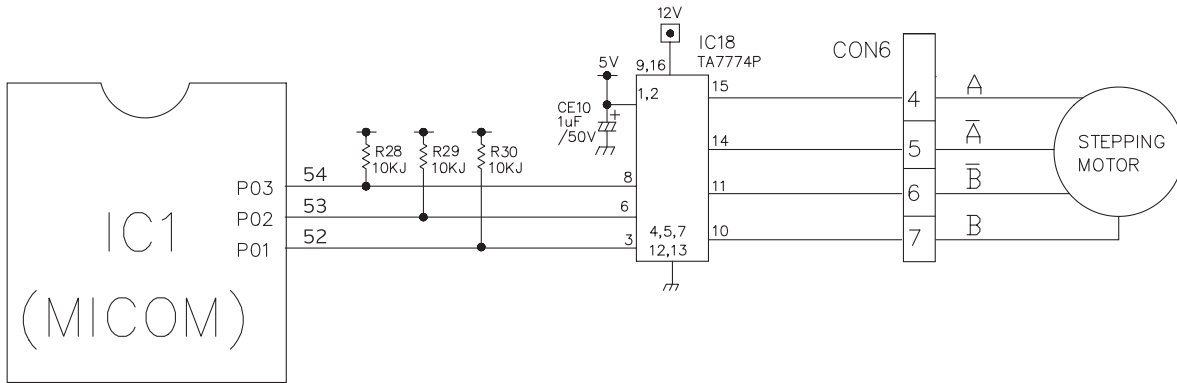 12V
IC18
TA7774P
CON6
5V
9,16
1,2
15
CE10
1uF
/50V
+
4
A
R28
10KJ
R29
10KJ
R30
10KJ
14
5
A̅
STEPPING
MOTOR
P03
54
8
11
6
B̅
P02
53
6
P01
52
3
4,5,7
12,13
10
7
B
IC1
(MICOM)